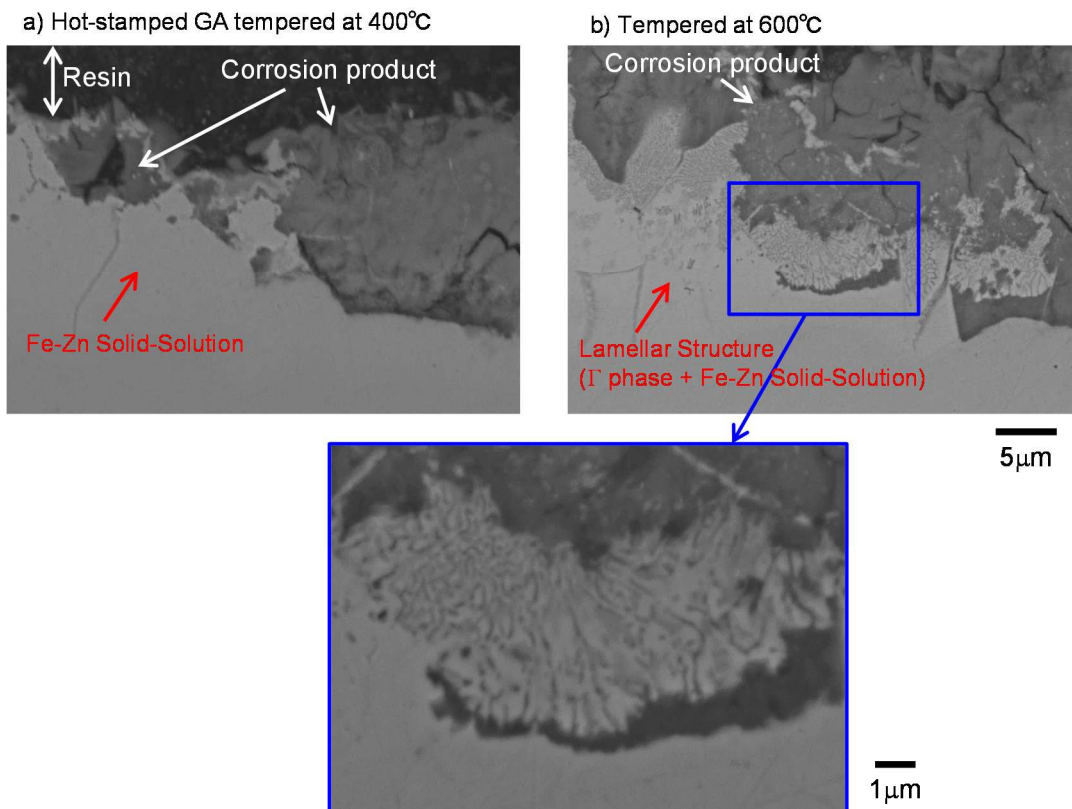 a) Hot-stamped GA tempered at 400℃
b) Tempered at 600℃
Resin
Corrosion product
Fe-Zn Solid-Solution
Corrosion product
Lamellar Structure
(Γ phase + Fe-Zn Solid-Solution)
5μm
1μm